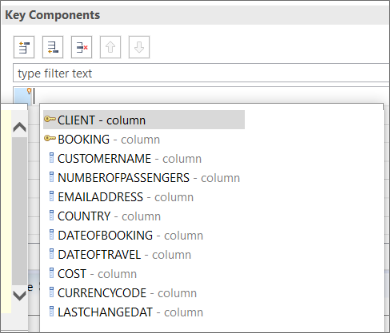 Key Components
type filter text
CLIENT - column
BOOKING - column
CUSTOMERNAME - column
NUMBEROFPASSENGERS - column
EMAILADDRESS - column
COUNTRY - column
DATEOFBOOKING - column
DATEOFTRAVEL - column
COST - column
CURRENCYCODE - column
LASTCHANGEDAT - column